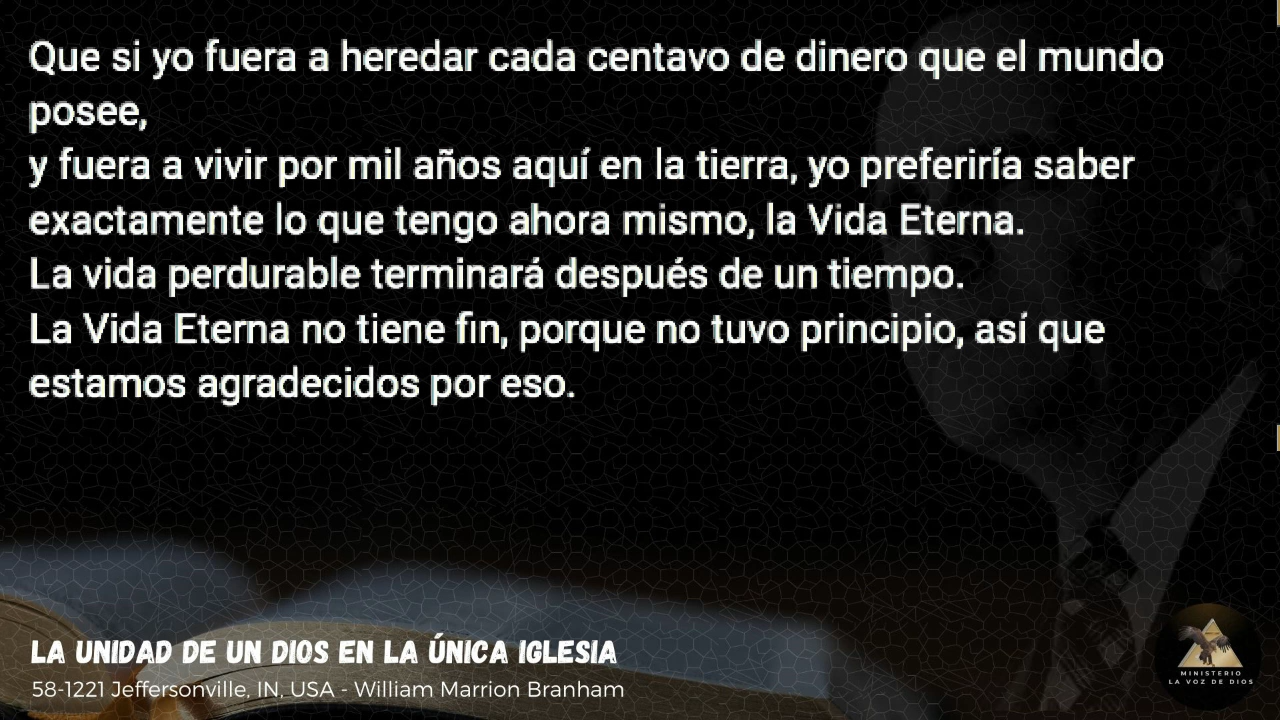 Que si yo fuera a heredar cada centavo de dinero que el mundo
posee,
y fuera a vivir por mil años aquí en la tierra, yo preferiría saber
exactamente lo que tengo ahora mismo, la Vida Eterna.
La vida perdurable terminará después de un tiempo.
La Vida Eterna no tiene fin, porque no tuvo principio, así que
estamos agradecidos por eso.
LA UNIDAD DE UN DIOS EN LA ÚNICA IGLESIA
58-1221 Jeffersonville, IN, USA - William Marrion Branham
MINISTERIO
LA VOZ DE DIOS